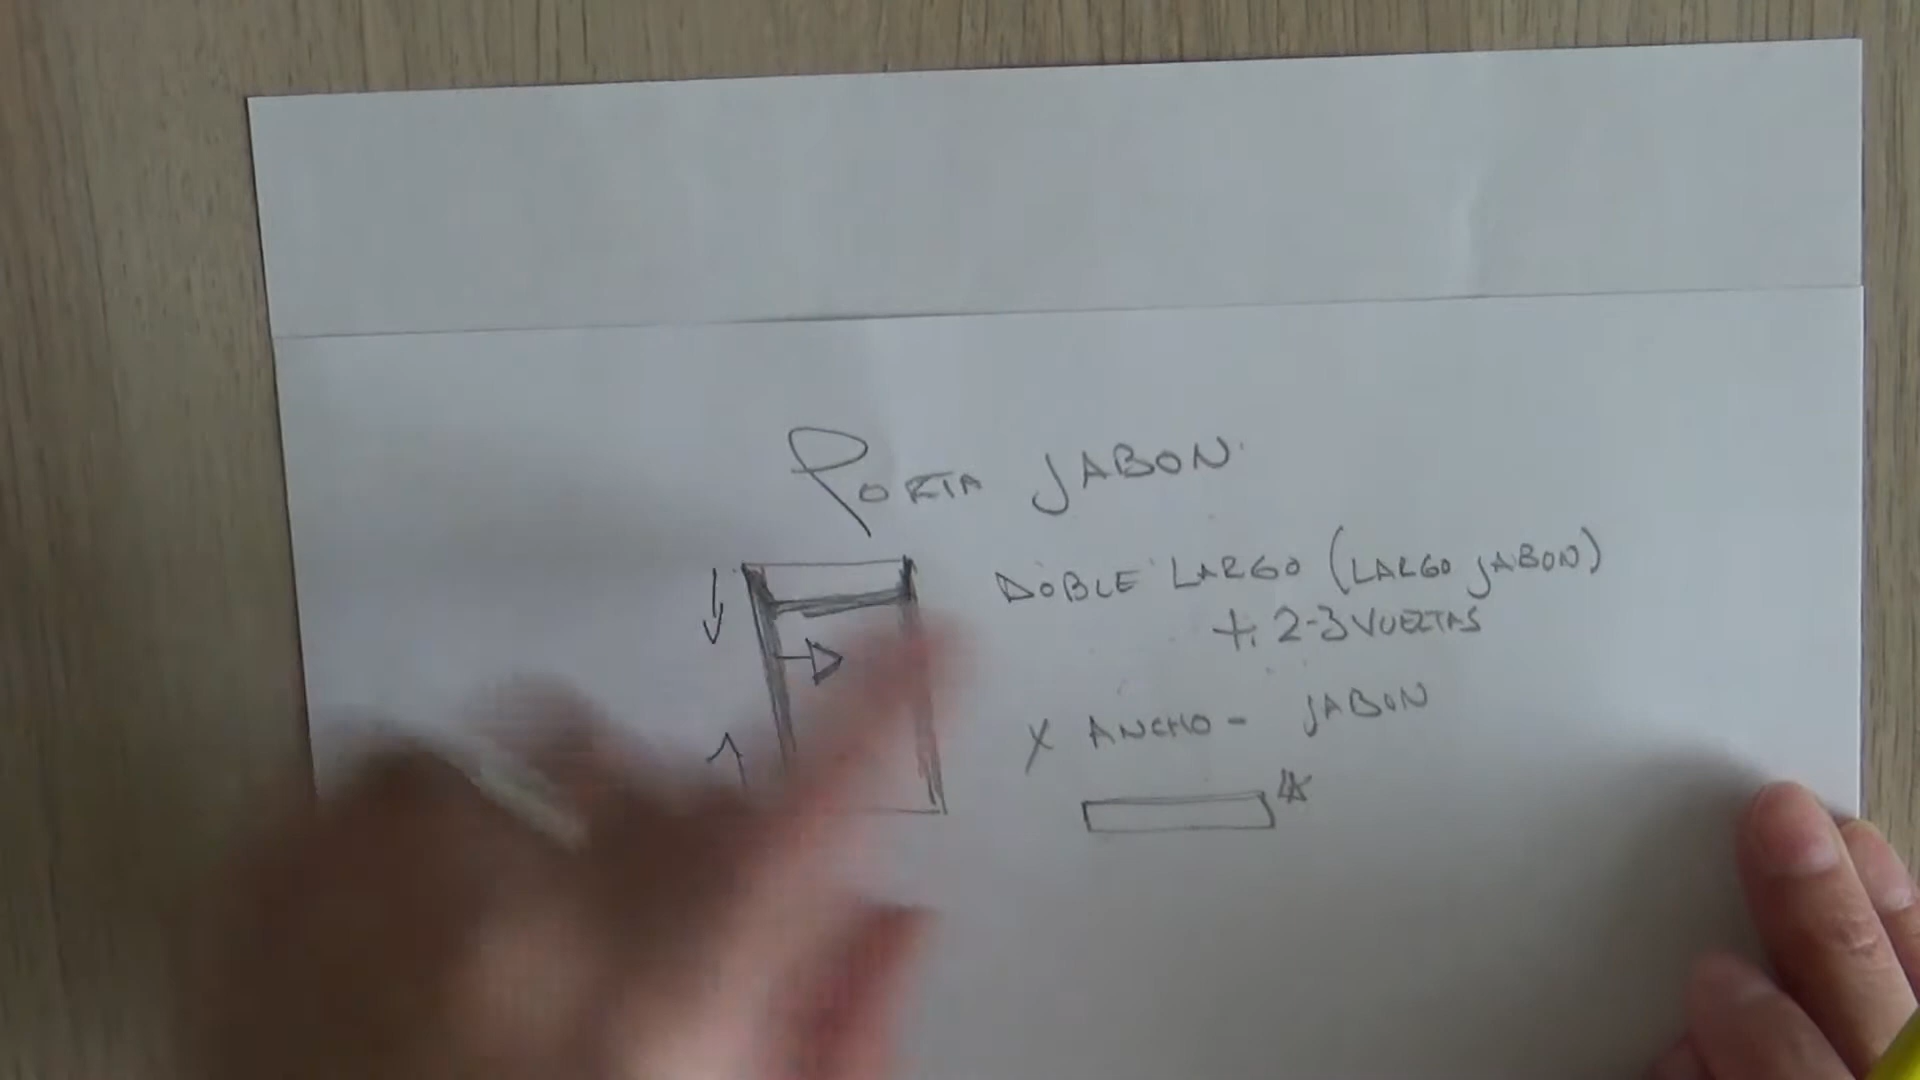 PORTA JABON.
DOBLE LARGO (LARGO JABON)
+. 2-3 VUELTAS
X ANCHO - JABON